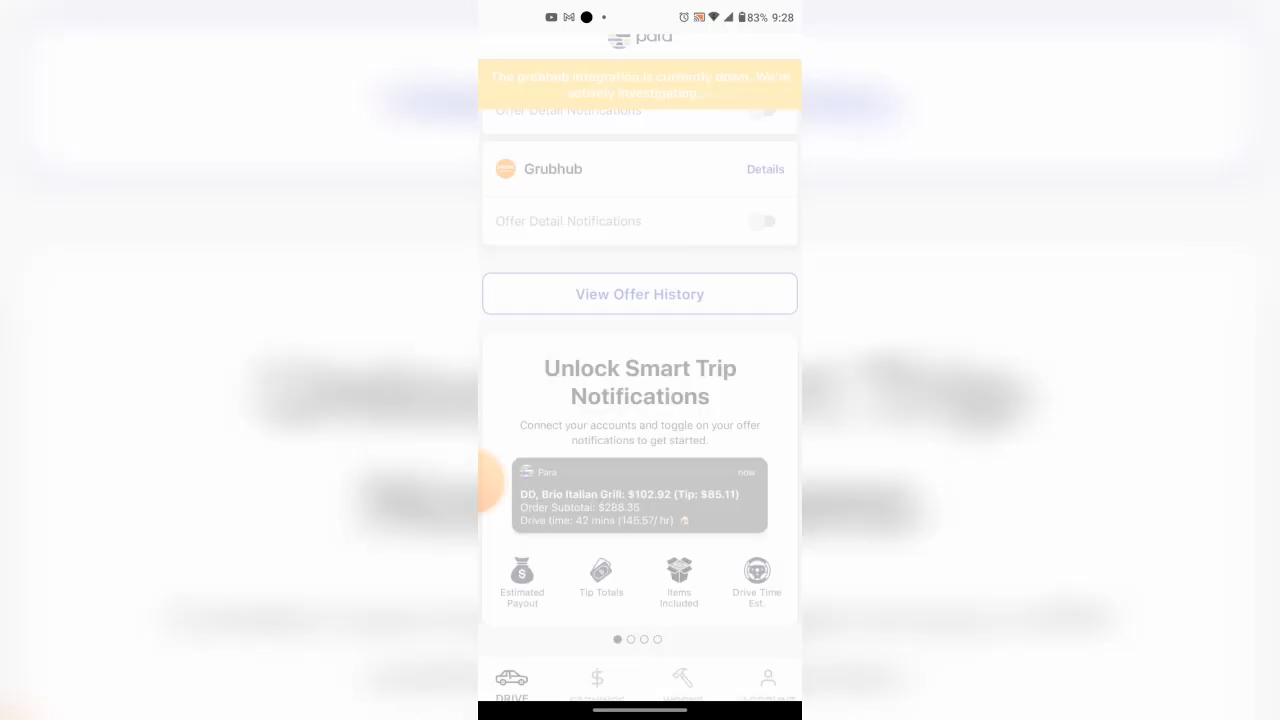 83% 9:28
para
The grubhub integration is currently down. We're
actively investigating...
Offer Detail Notifications
Grubhub
Details
Offer Detail Notifications
View Offer History
Unlock Smart Trip
Notifications
Connect your accounts and toggle on your offer
notifications to get started.
Para
now
DD, Brio Italian Grill: $102.92 (Tip: $85.11)
Order Subtotal: $288.35
Drive time: 42 mins (146.57/ hr)
Estimated
Payout
Tip Totals
Items
Included
Drive Time
Est.
DRIVE